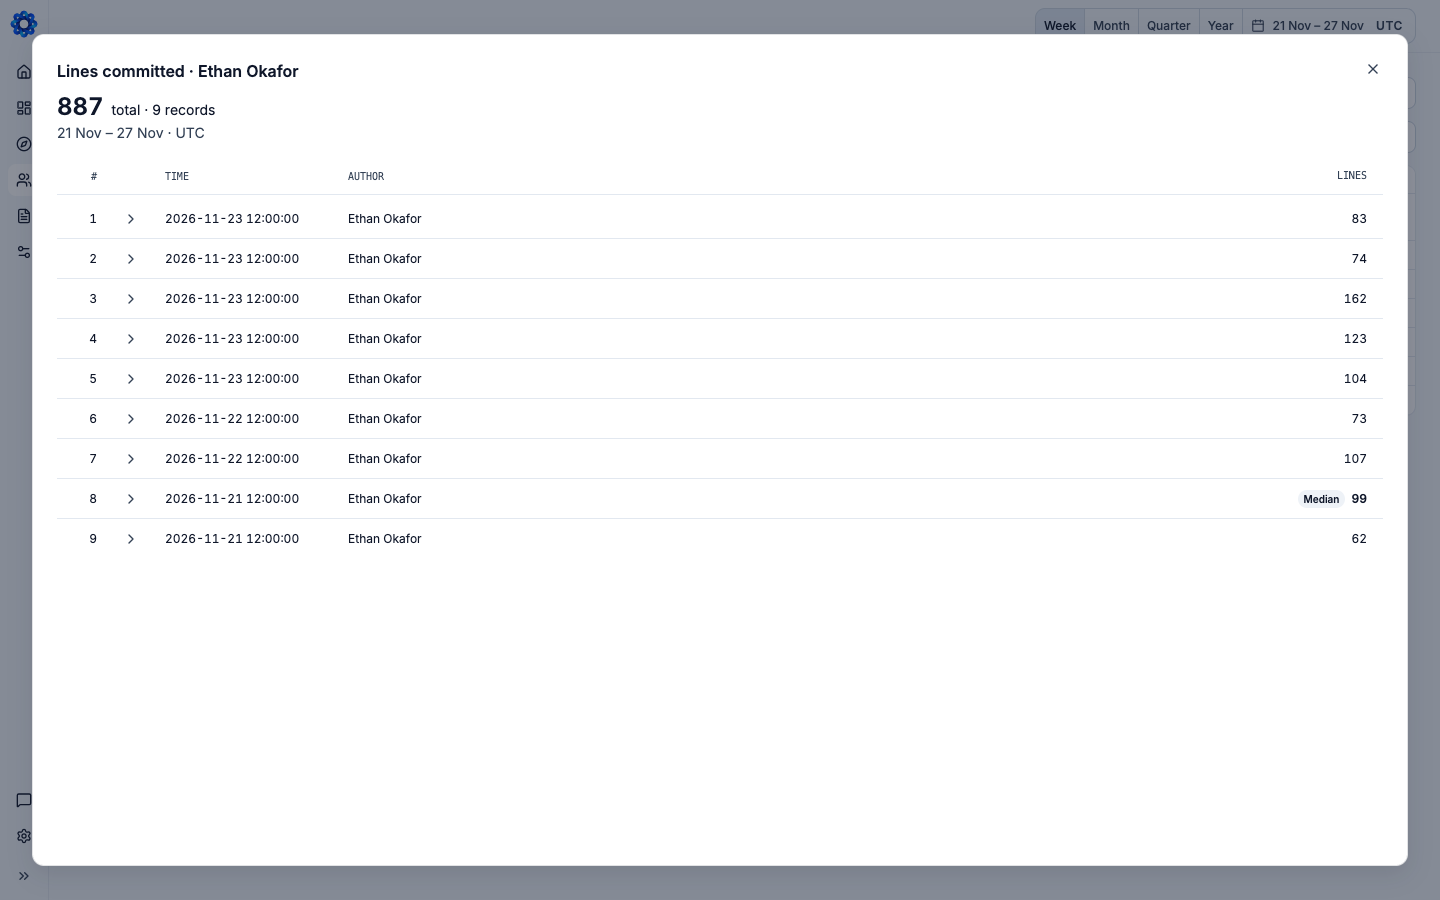 Week Month Quarter Year 21 Nov – 27 Nov UTC
Lines committed · Ethan Okafor
887 total · 9 records
21 Nov – 27 Nov · UTC
# TIME AUTHOR LINES
1 2026-11-23 12:00:00 Ethan Okafor 83
2 2026-11-23 12:00:00 Ethan Okafor 74
3 2026-11-23 12:00:00 Ethan Okafor 162
4 2026-11-23 12:00:00 Ethan Okafor 123
5 2026-11-23 12:00:00 Ethan Okafor 104
6 2026-11-22 12:00:00 Ethan Okafor 73
7 2026-11-22 12:00:00 Ethan Okafor 107
8 2026-11-21 12:00:00 Ethan Okafor Median 99
9 2026-11-21 12:00:00 Ethan Okafor 62